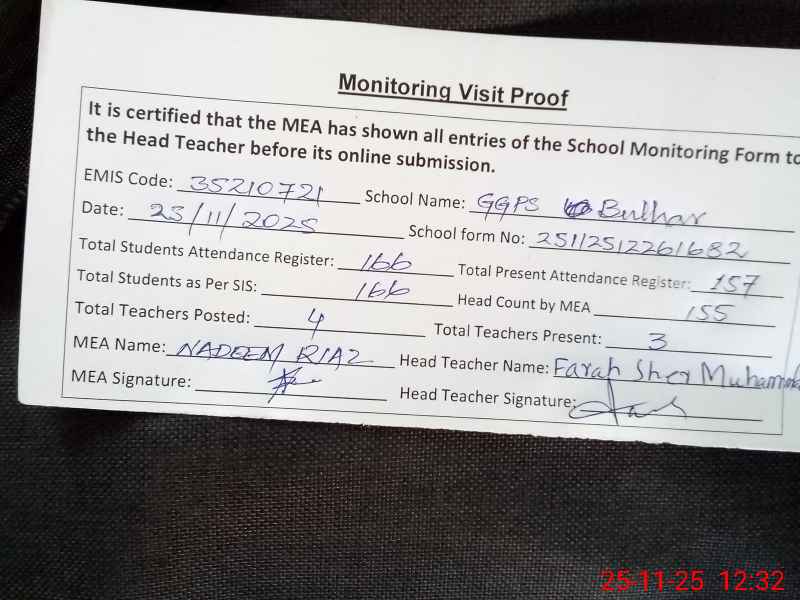 Monitoring Visit Proof
It is certified that the MEA has shown all entries of the School Monitoring Form to
the Head Teacher before its online submission.
EMIS Code: 35210721 School Name: GGPS Bulhar
Date: 25/11/2025 School form No: 25112512261682
Total Students Attendance Register: 166 Total Present Attendance Register: 157
Total Students as Per SIS: 166 Head Count by MEA 155
Total Teachers Posted: 4 Total Teachers Present: 3
MEA Name: NADEEM RIAZ Head Teacher Name: Farah Sher Muhammad
MEA Signature: Head Teacher Signature:
25-11-25 12:32